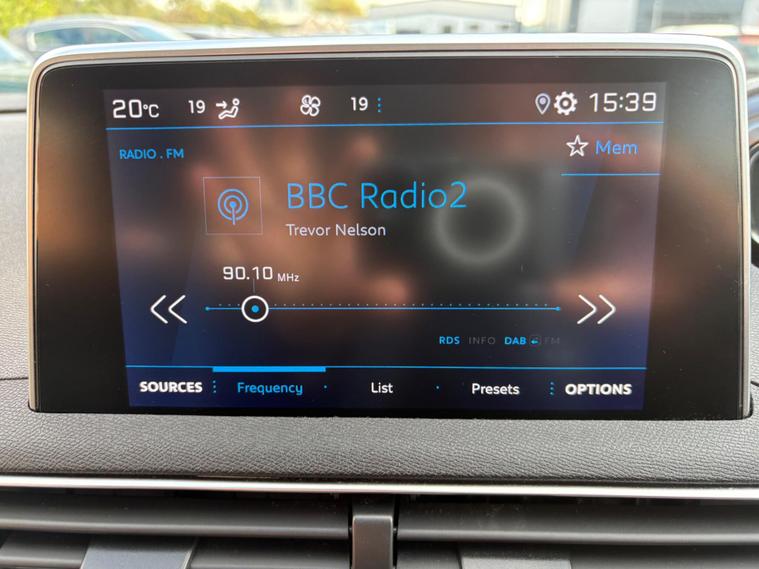 20°C 19 19 15:39
RADIO . FM
Mem
BBC Radio2
Trevor Nelson
90.10 MHz
RDS INFO DAB FM
SOURCES Frequency List Presets OPTIONS